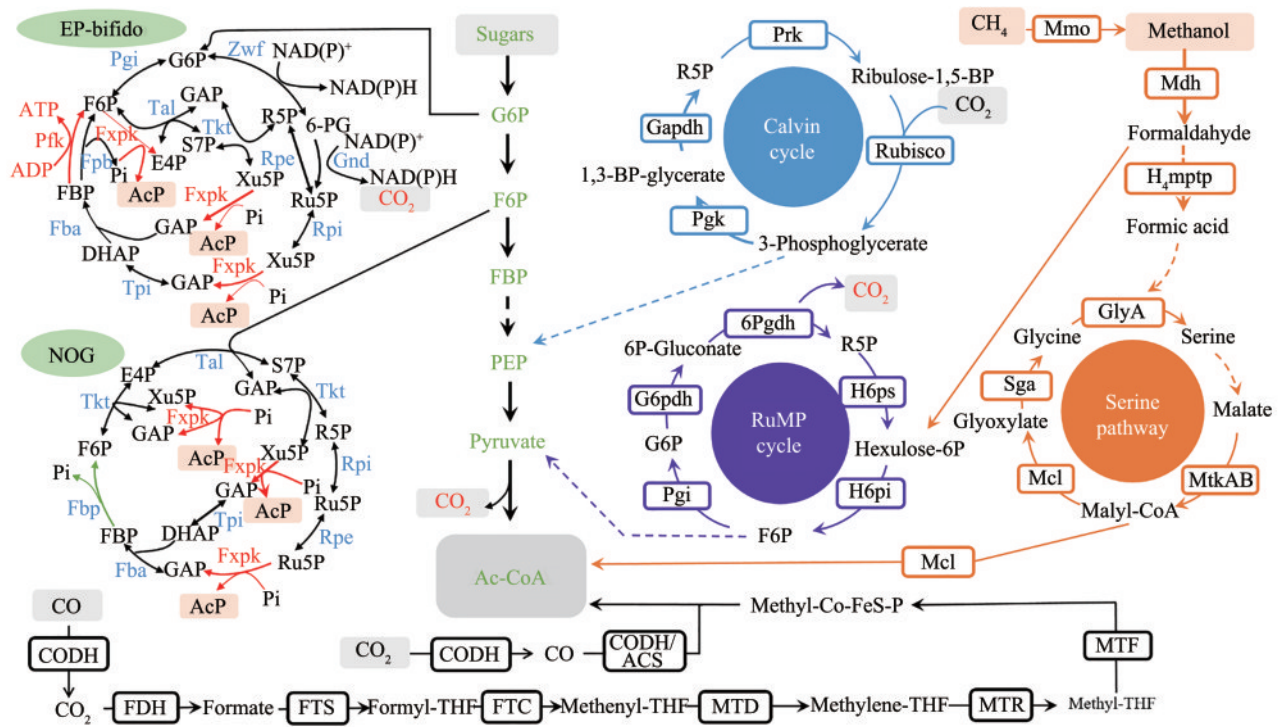 EP-bifido
Pgi
G6P
Zwf
NAD(P)+
NAD(P)H
ATP
F6P
Tal
GAP
R5P
6-PG
NAD(P)+
Pfk
Fxpk
Tkt
S7P
Gnd
ADP
Fpb
Pi
E4P
Rpe
NAD(P)H
FBP
AcP
Xu5P
Ru5P
CO2
Fxpk
Fba
GAP
Pi
Rpi
DHAP
AcP
Xu5P
Tpi
GAP
Fxpk
Pi
AcP
NOG
Tal
S7P
E4P
GAP
Tkt
Tkt
Xu5P
Fxpk
Pi
GAP
R5P
F6P
AcP
Xu5P
Fxpk
Rpi
Pi
GAP
Pi
Fbp
AcP
Ru5P
FBP
DHAP
Tpi
Rpe
Fba
GAP
Fxpk
Ru5P
AcP
Pi
Sugars
G6P
F6P
FBP
PEP
Pyruvate
CO2
Ac-CoA
Prk
R5P
Ribulose-1,5-BP
CO2
Gapdh
Calvin
cycle
Rubisco
1,3-BP-glycerate
Pgk
3-Phosphoglycerate
CO2
6Pgdh
6P-Gluconate
R5P
G6pdh
H6ps
RuMP
cycle
G6P
Hexulose-6P
Pgi
H6pi
F6P
CH4
Mmo
Methanol
Mdh
Formaldahyde
H4mptp
Formic acid
GlyA
Glycine
Serine
Sga
Serine
pathway
Malate
Glyoxylate
Mcl
MtkAB
Malyl-CoA
Mcl
CO
CODH
CO2
FDH
Formate
FTS
Formyl-THF
FTC
Methenyl-THF
MTD
Methylene-THF
MTR
Methyl-THF
MTF
Methyl-Co-FeS-P
CO2
CODH
CO
CODH/
ACS